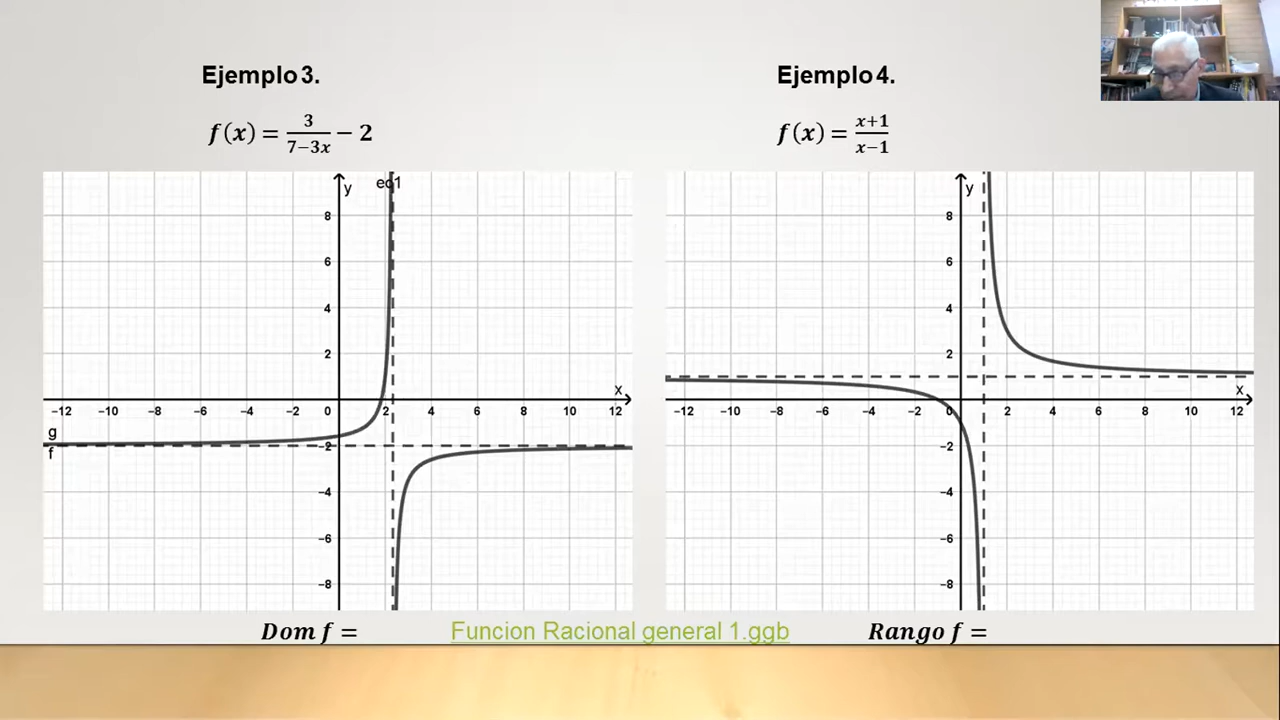 Ejemplo 3.
f(x) = 3/(7−3x) − 2
y
ec1
8
6
4
2
x
−12 −10 −8 −6 −4 −2 0 2 4 6 8 10 12
g
f
−2
−4
−6
−8
Ejemplo 4.
f(x) = (x+1)/(x−1)
y
8
6
4
2
x
−12 −10 −8 −6 −4 −2 0 2 4 6 8 10 12
−2
−4
−6
−8
Dom f =
Funcion Racional general 1.ggb
Rango f =